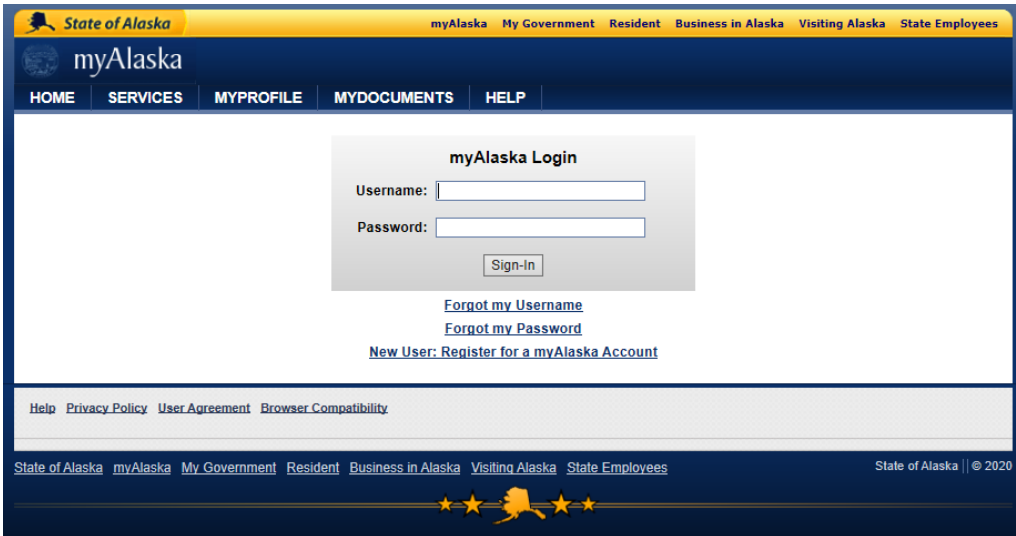 State of Alaska
myAlaska My Government Resident Business in Alaska Visiting Alaska State Employees
myAlaska
HOME SERVICES MYPROFILE MYDOCUMENTS HELP
myAlaska Login
Username:
Password:
Sign-In
Forgot my Username
Forgot my Password
New User: Register for a myAlaska Account
Help Privacy Policy User Agreement Browser Compatibility
State of Alaska myAlaska My Government Resident Business in Alaska Visiting Alaska State Employees State of Alaska || © 2020